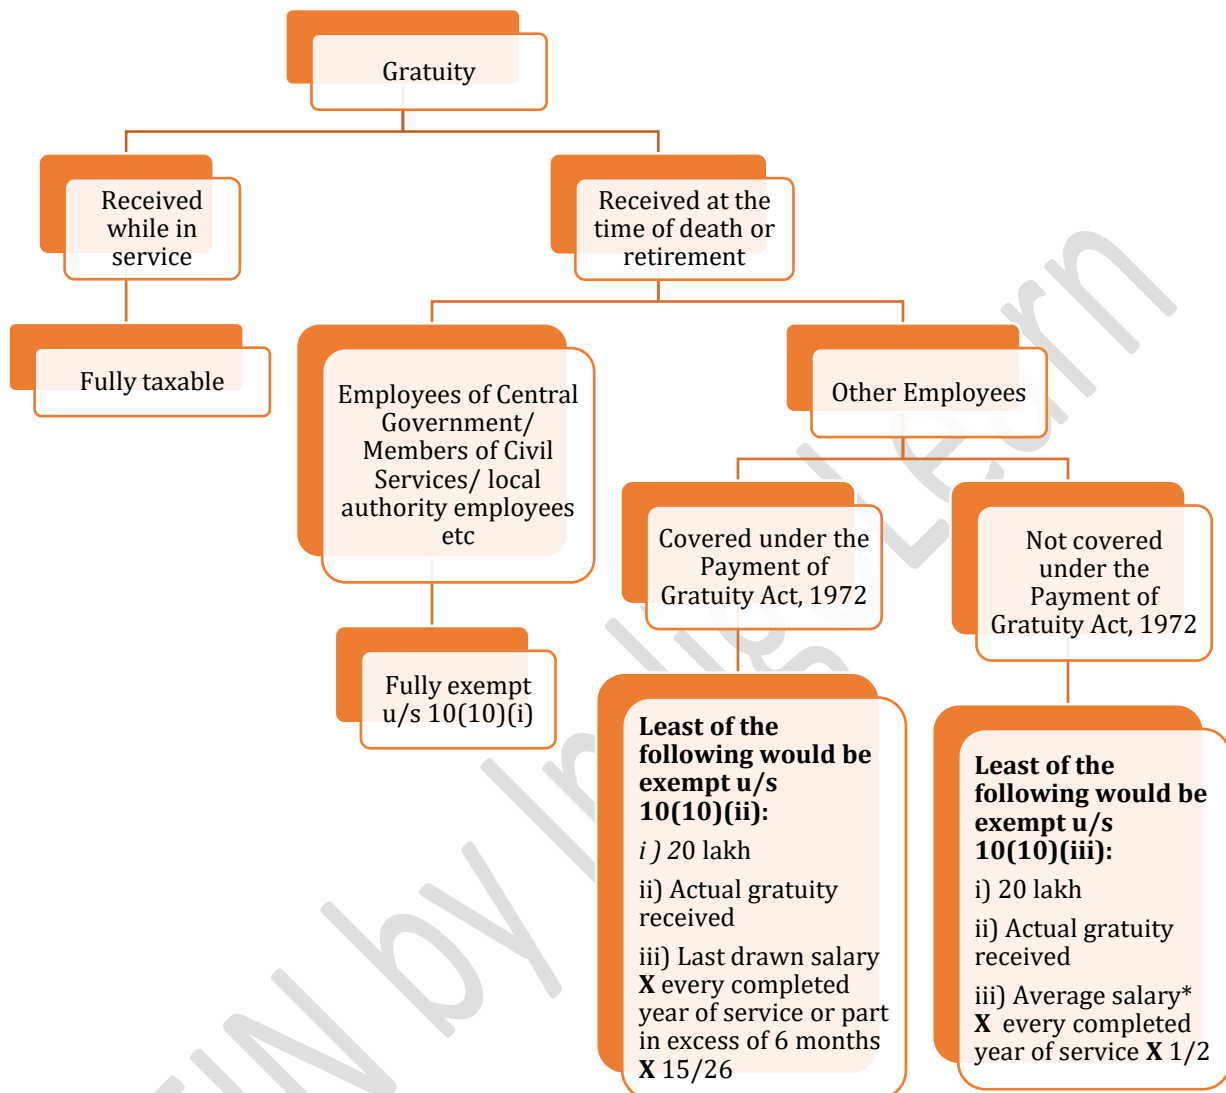 Gratuity
Received
while in
service
Received at the
time of death or
retirement
Fully taxable
Employees of Central
Government/
Members of Civil
Services/ local
authority employees
etc
Other Employees
Fully exempt
u/s 10(10)(i)
Covered under the
Payment of
Gratuity Act, 1972
Not covered
under the
Payment of
Gratuity Act, 1972
Least of the
following would be
exempt u/s
10(10)(ii):
i ) 20 lakh
ii) Actual gratuity
received
iii) Last drawn salary
X every completed
year of service or part
in excess of 6 months
X 15/26
Least of the
following would be
exempt u/s
10(10)(iii):
i) 20 lakh
ii) Actual gratuity
received
iii) Average salary*
X every completed
year of service X 1/2
by
Learn